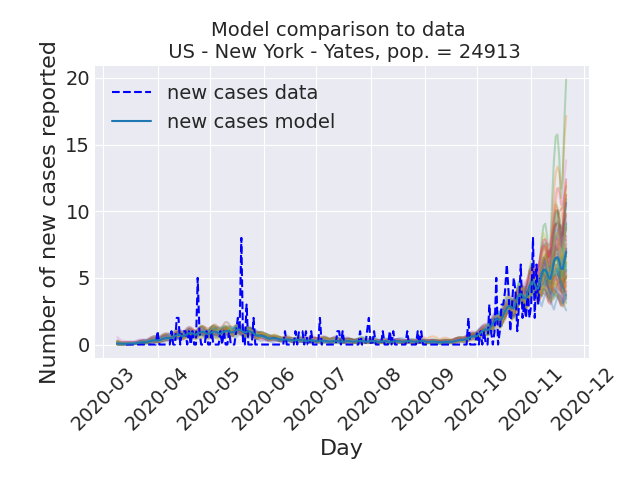 Model comparison to data
US - New York - Yates, pop. = 24913
new cases data
new cases model
Number of new cases reported
20
15
10
5
0
2020-03
2020-04
2020-05
2020-06
2020-07
2020-08
2020-09
2020-10
2020-11
2020-12
Day